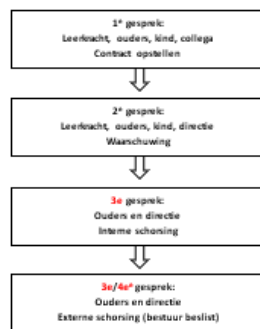 1ᵉ gesprek:
Leerkracht, ouders, kind, collega
Contract opstellen
2ᵉ gesprek:
Leerkracht, ouders, kind, directie
Waarschuwing
3e gesprek:
Ouders en directie
Interne schorsing
3e/4eᵉ gesprek:
Ouders en directie
Externe schorsing (bestuur beslist)